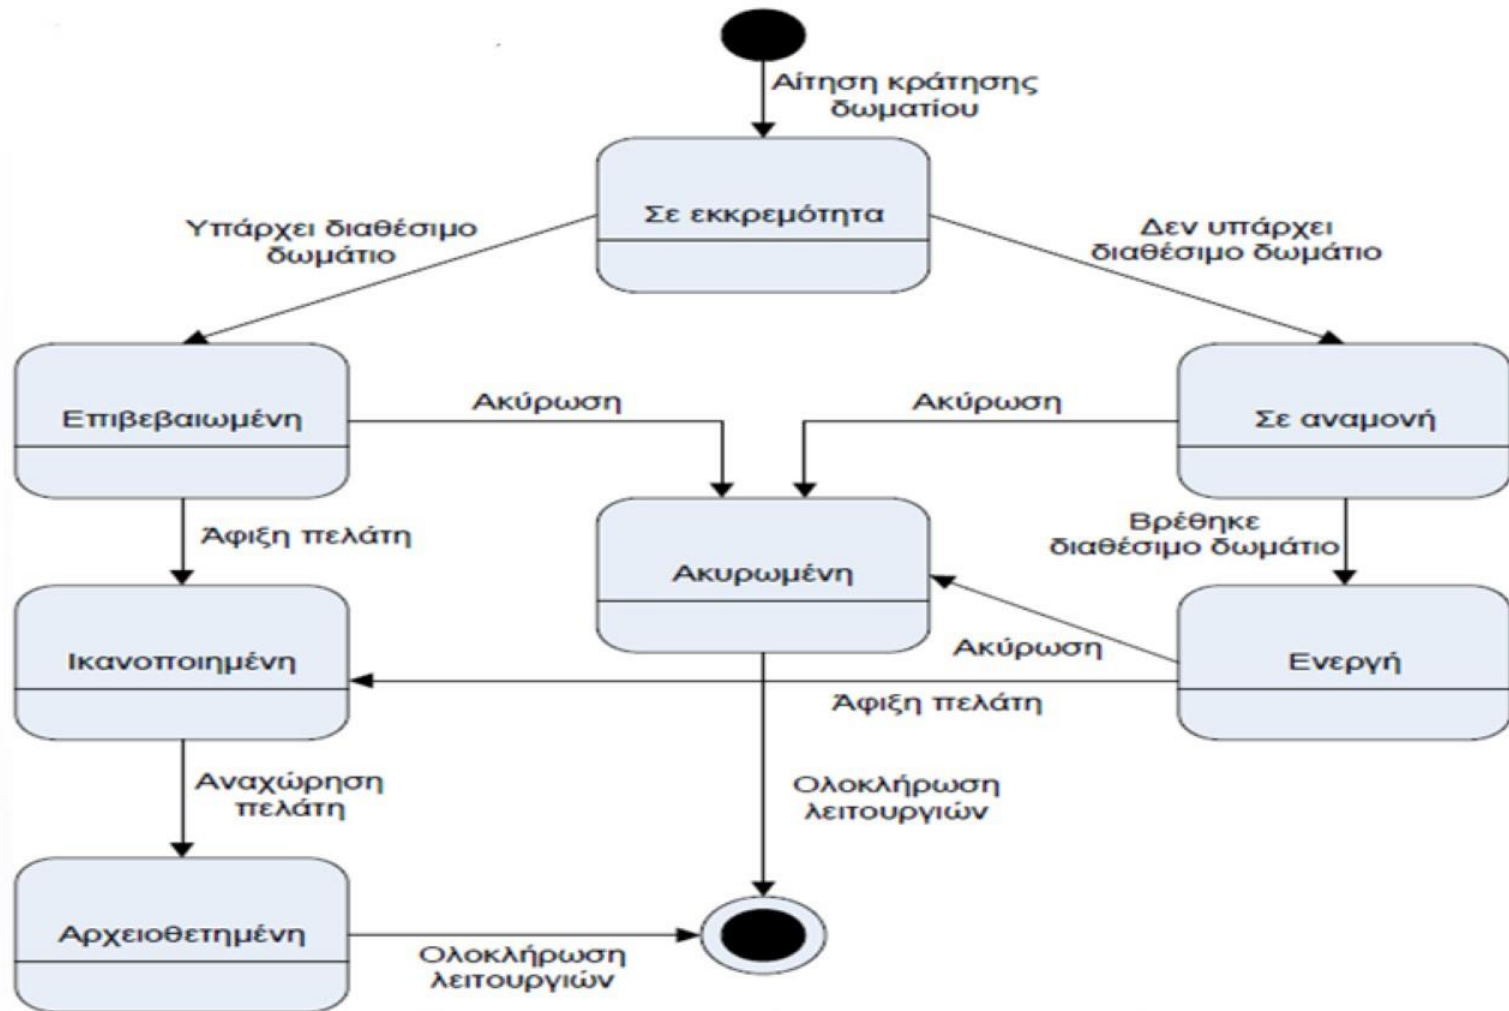 Αίτηση κράτησης
δωματίου
Σε εκκρεμότητα
Υπάρχει διαθέσιμο
δωμάτιο
Δεν υπάρχει
διαθέσιμο δωμάτιο
Επιβεβαιωμένη
Ακύρωση
Ακύρωση
Σε αναμονή
Άφιξη πελάτη
Βρέθηκε
διαθέσιμο δωμάτιο
Ακυρωμένη
Ικανοποιημένη
Ακύρωση
Ενεργή
Άφιξη πελάτη
Αναχώρηση
πελάτη
Ολοκλήρωση
λειτουργιών
Αρχειοθετημένη
Ολοκλήρωση
λειτουργιών